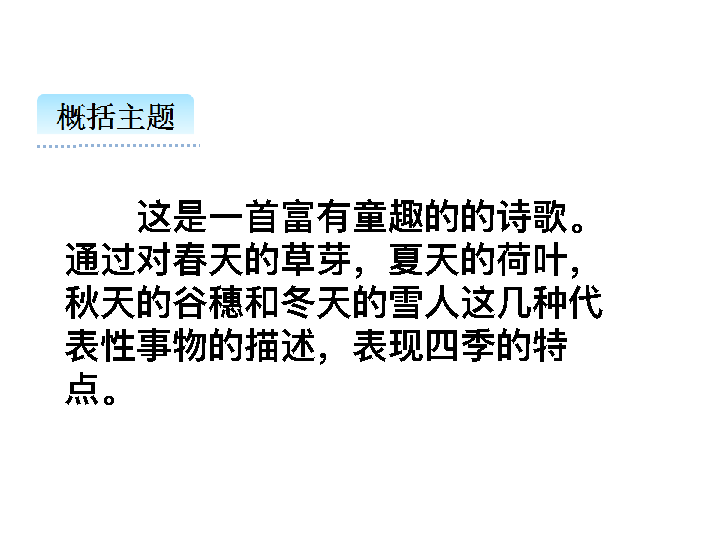 概括主题
这是一首富有童趣的的诗歌。
通过对春天的草芽，夏天的荷叶，
秋天的谷穗和冬天的雪人这几种代
表性事物的描述，表现四季的特
点。